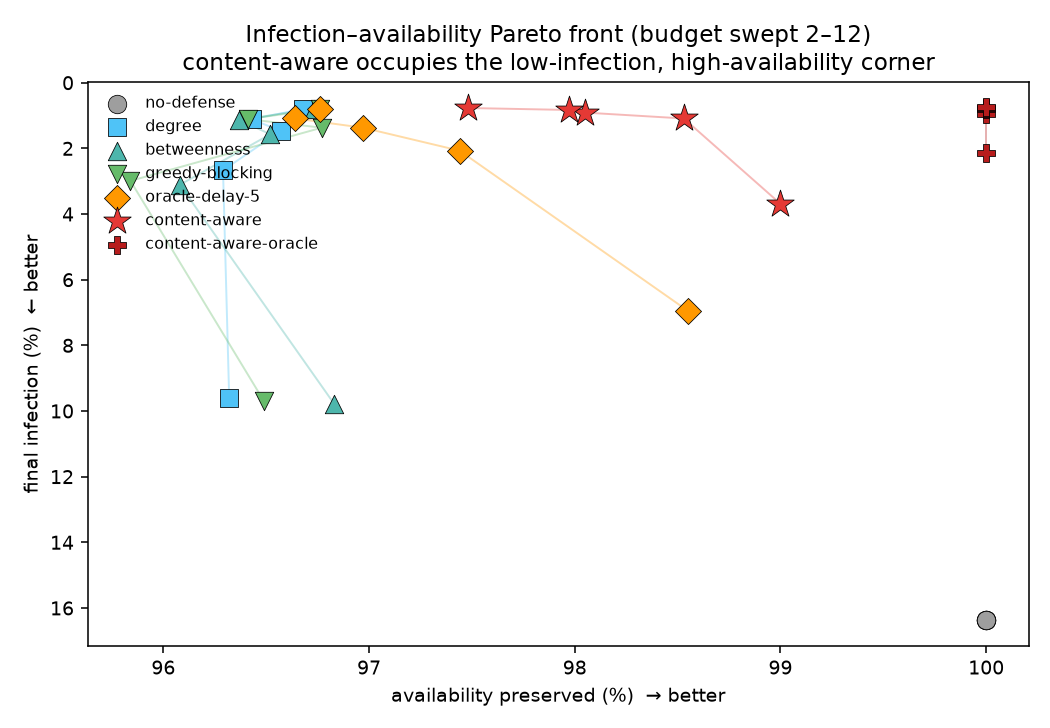 Infection–availability Pareto front (budget swept 2–12)
content-aware occupies the low-infection, high-availability corner
0
2
4
6
8
10
12
14
16
final infection (%) ← better
no-defense
degree
betweenness
greedy-blocking
oracle-delay-5
content-aware
content-aware-oracle
96
97
98
99
100
availability preserved (%) → better